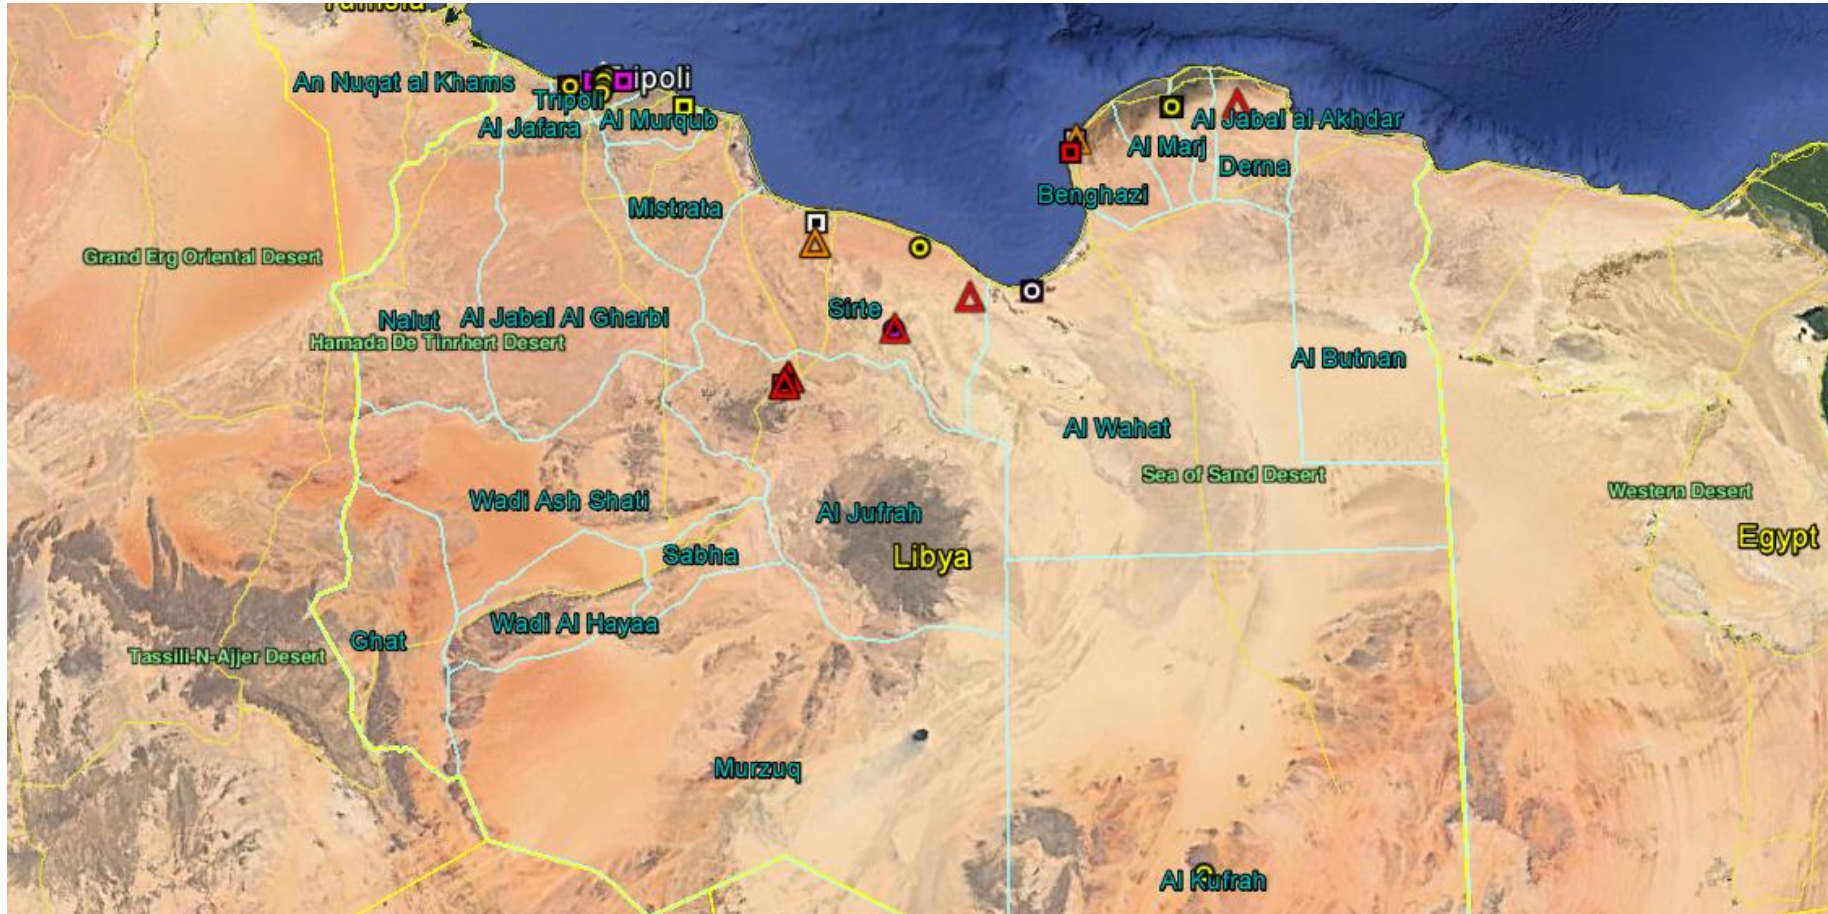 Tunisia
An Nuqat al Khams
Tripoli
Tripoli
Al Jafara
Al Murqub
Al Jabal al Akhdar
Al Marj
Derna
Benghazi
Mistrata
Grand Erg Oriental Desert
Sirte
Nalut
Al Jabal Al Gharbi
Hamada De Tinrhert Desert
Al Butnan
Al Wahat
Sea of Sand Desert
Western Desert
Wadi Ash Shati
Al Jufrah
Egypt
Sabha
Libya
Wadi Al Hayaa
Ghat
Tassili-N-Ajjer Desert
Murzuq
Al Kufrah